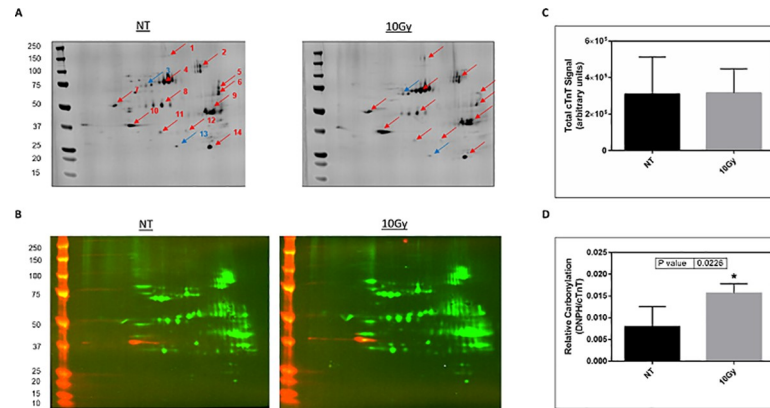 A
NT
10Gy
250
150
100
75
50
37
25
20
15
1
2
3
4
5
6
7
8
9
10
11
12
13
14
B
NT
10Gy
250
150
100
75
50
37
25
20
15
10
C
Total cTnT Signal
(arbitrary units)
6×10⁵
4×10⁵
2×10⁵
0
NT
10Gy
D
Relative Carbonylation
(DNPH/cTnT)
P value 0.0226
*
0.025
0.020
0.015
0.010
0.005
0.000
NT
10Gy